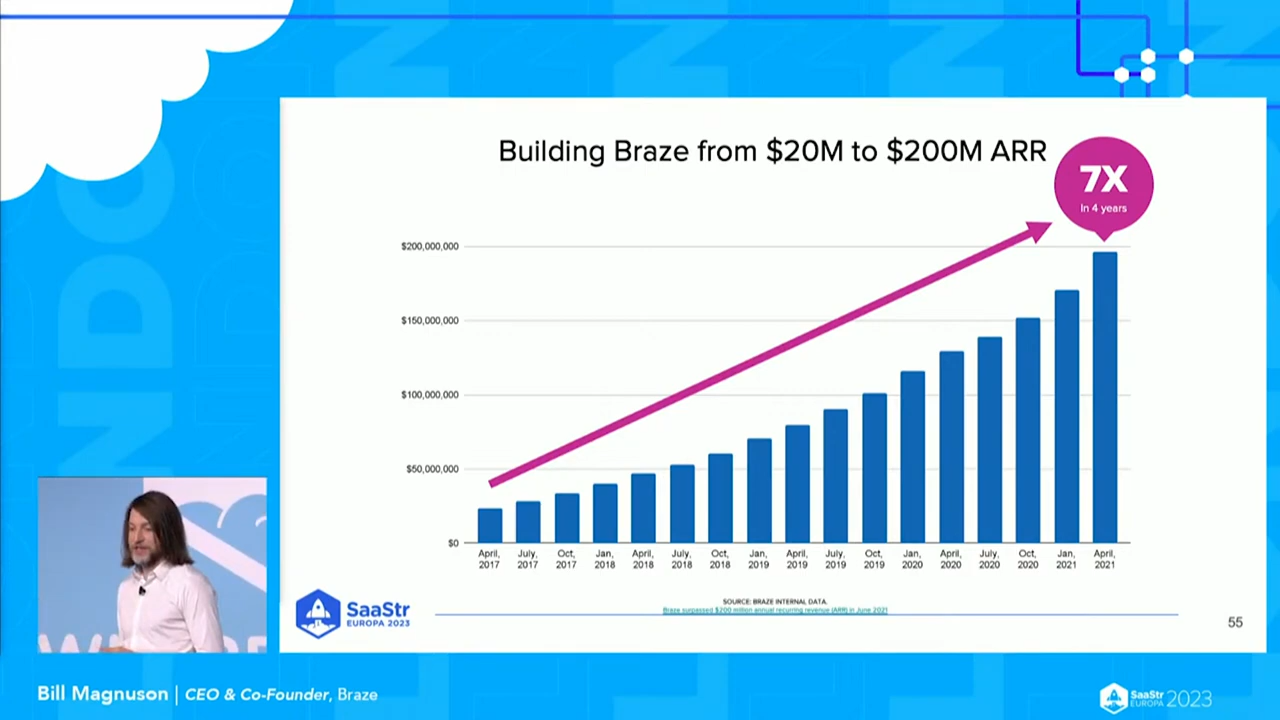 Building Braze from $20M to $200M ARR
7X
In 4 years
$200,000,000
$150,000,000
$100,000,000
$50,000,000
$0
April, 2017
July, 2017
Oct, 2017
Jan, 2018
April, 2018
July, 2018
Oct, 2018
Jan, 2019
April, 2019
July, 2019
Oct, 2019
Jan, 2020
April, 2020
July, 2020
Oct, 2020
Jan, 2021
April, 2021
SOURCE: BRAZE INTERNAL DATA.
Braze surpassed $200 million annual recurring revenue (ARR) in June 2021
SaaStr
EUROPA 2023
55
Bill Magnuson | CEO & Co-Founder, Braze
SaaStr
EUROPA 2023